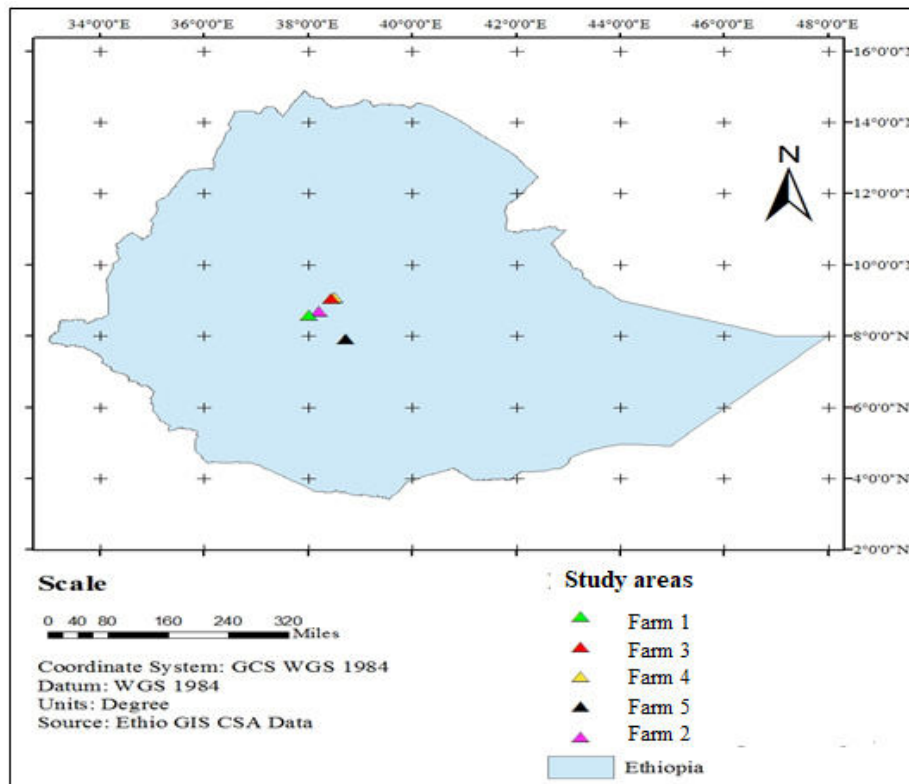 34°0'0"E 36°0'0"E 38°0'0"E 40°0'0"E 42°0'0"E 44°0'0"E 46°0'0"E 48°0'0"E
16°0'0"N
N
14°0'0"N
12°0'0"N
10°0'0"N
8°0'0"N
6°0'0"N
4°0'0"N
2°0'0"N
Scale
0 40 80 160 240 320
Miles
Coordinate System: GCS WGS 1984
Datum: WGS 1984
Units: Degree
Source: Ethio GIS CSA Data
: Study areas
Farm 1
Farm 3
Farm 4
Farm 5
Farm 2
Ethiopia